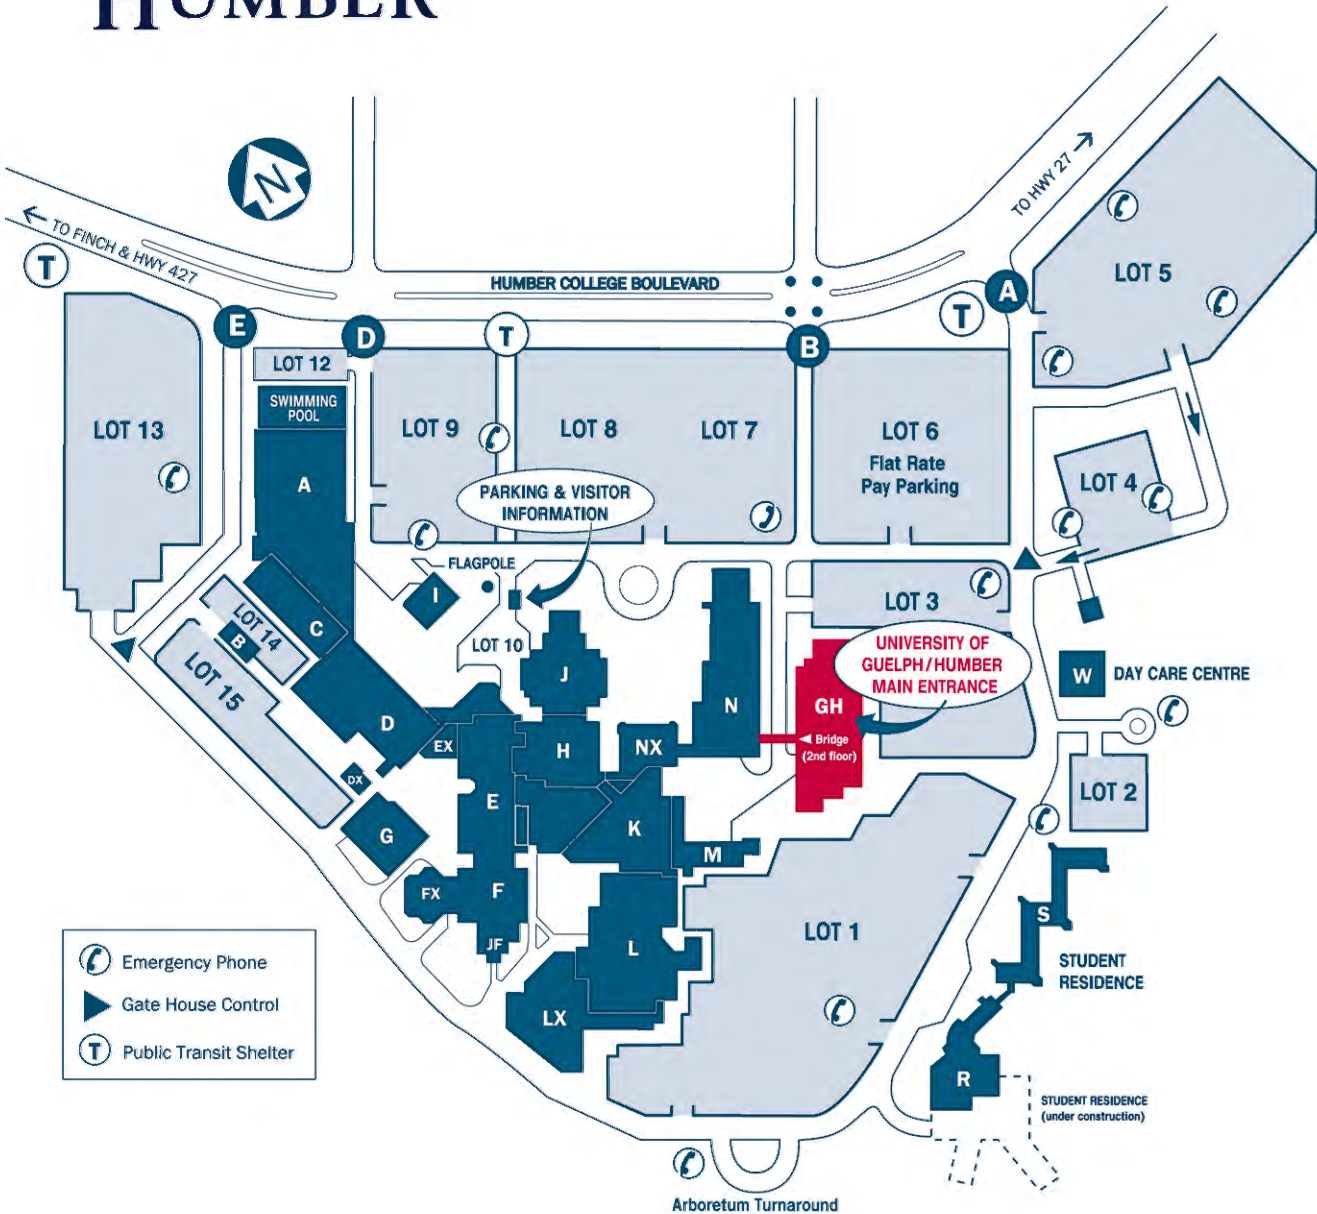 HUMBER
N
TO HWY 27
TO FINCH & HWY 427
T
HUMBER COLLEGE BOULEVARD
LOT 5
A
T
E
D
T
B
LOT 12
SWIMMING
POOL
LOT 13
LOT 9
LOT 8
LOT 7
LOT 6
Flat Rate
Pay Parking
A
LOT 4
PARKING & VISITOR
INFORMATION
FLAGPOLE
I
LOT 3
LOT 14
B
C
LOT 10
LOT 15
J
UNIVERSITY OF
GUELPH/HUMBER
MAIN ENTRANCE
W
DAY CARE CENTRE
N
GH
Bridge
(2nd floor)
D
EX
H
NX
DX
E
LOT 2
G
K
M
FX
F
JF
L
LOT 1
S
STUDENT
RESIDENCE
LX
R
STUDENT RESIDENCE
(under construction)
Emergency Phone
Gate House Control
T
Public Transit Shelter
Arboretum Turnaround